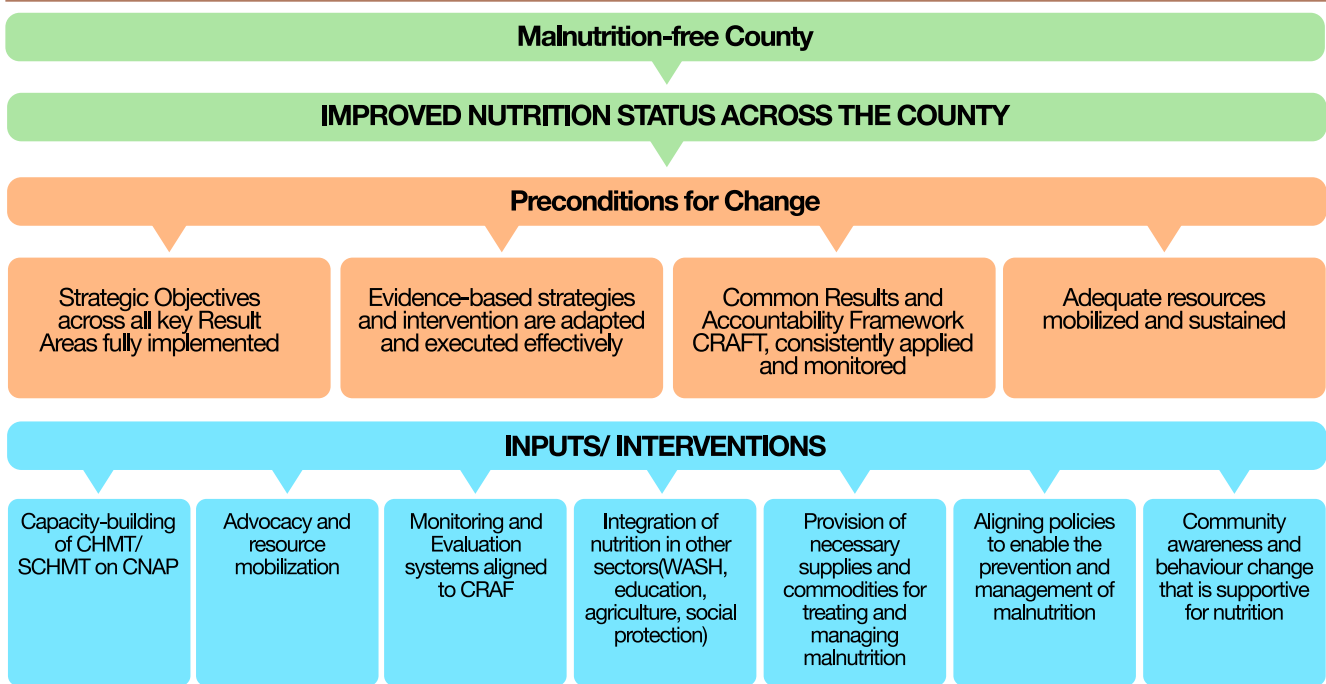 Malnutrition-free County
IMPROVED NUTRITION STATUS ACROSS THE COUNTY
Preconditions for Change
Strategic Objectives
across all key Result
Areas fully implemented
Evidence-based strategies
and intervention are adapted
and executed effectively
Common Results and
Accountability Framework
CRAFT, consistently applied
and monitored
Adequate resources
mobilized and sustained
INPUTS/ INTERVENTIONS
Capacity-building
of CHMT/
SCHMT on CNAP
Advocacy and
resource
mobilization
Monitoring and
Evaluation
systems aligned
to CRAF
Integration of
nutrition in other
sectors(WASH,
education,
agriculture, social
protection)
Provision of
necessary
supplies and
commodities for
treating and
managing
malnutrition
Aligning policies
to enable the
prevention and
management of
malnutrition
Community
awareness and
behaviour change
that is supportive
for nutrition